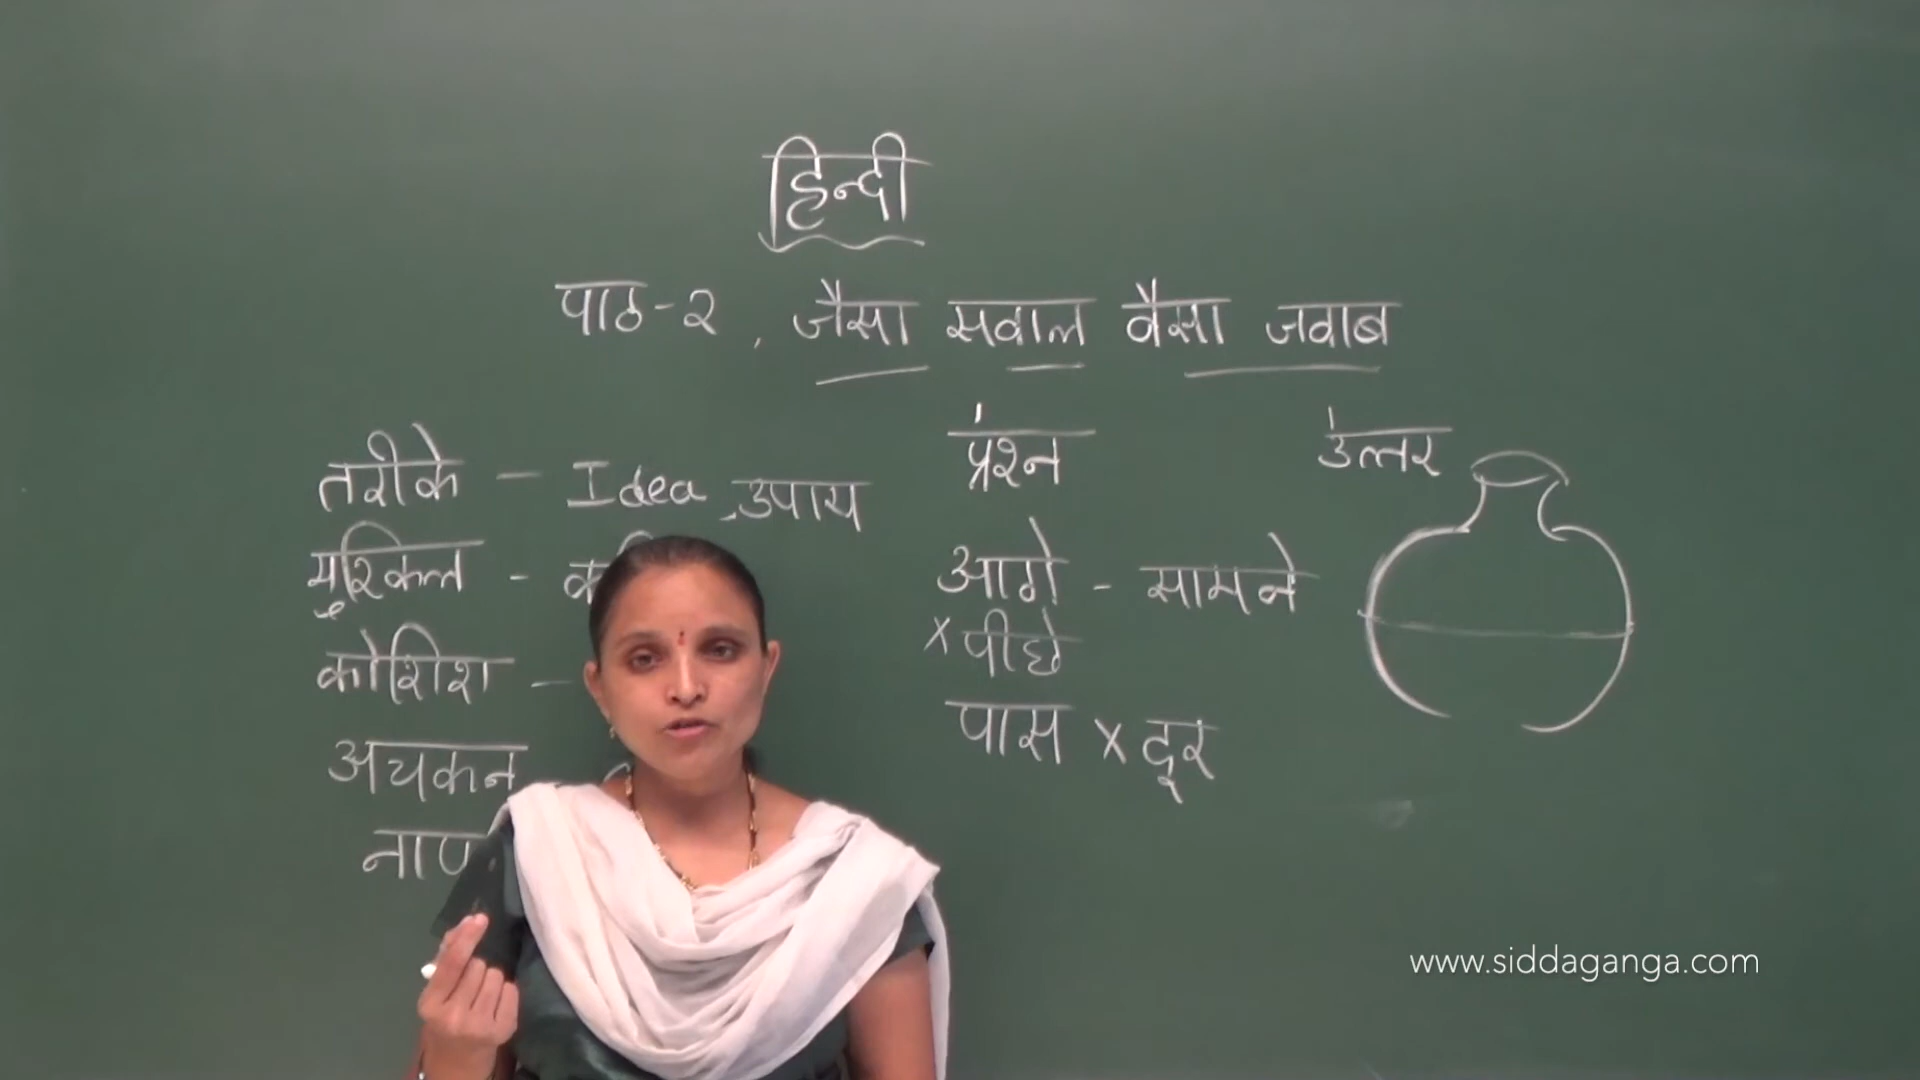 हिन्दी
पाठ-२, जैसा सवाल वैसा जवाब
प्रश्न उत्तर
तरीके - Idea, उपाय
मुश्किल -
कोशिश -
अचकन
नाप
आगे - सामने
x पीछे
पास x दूर
www.siddaganga.com